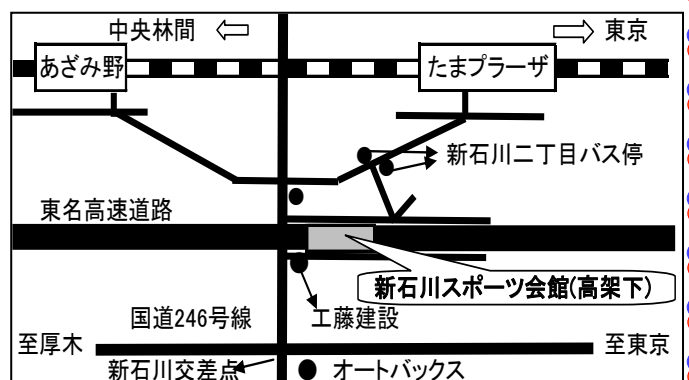 中央林間
東京
あざみ野
たまプラーザ
新石川二丁目バス停
東名高速道路
新石川スポーツ会館(高架下)
国道246号線
工藤建設
至厚木
至東京
新石川交差点
オートバックス